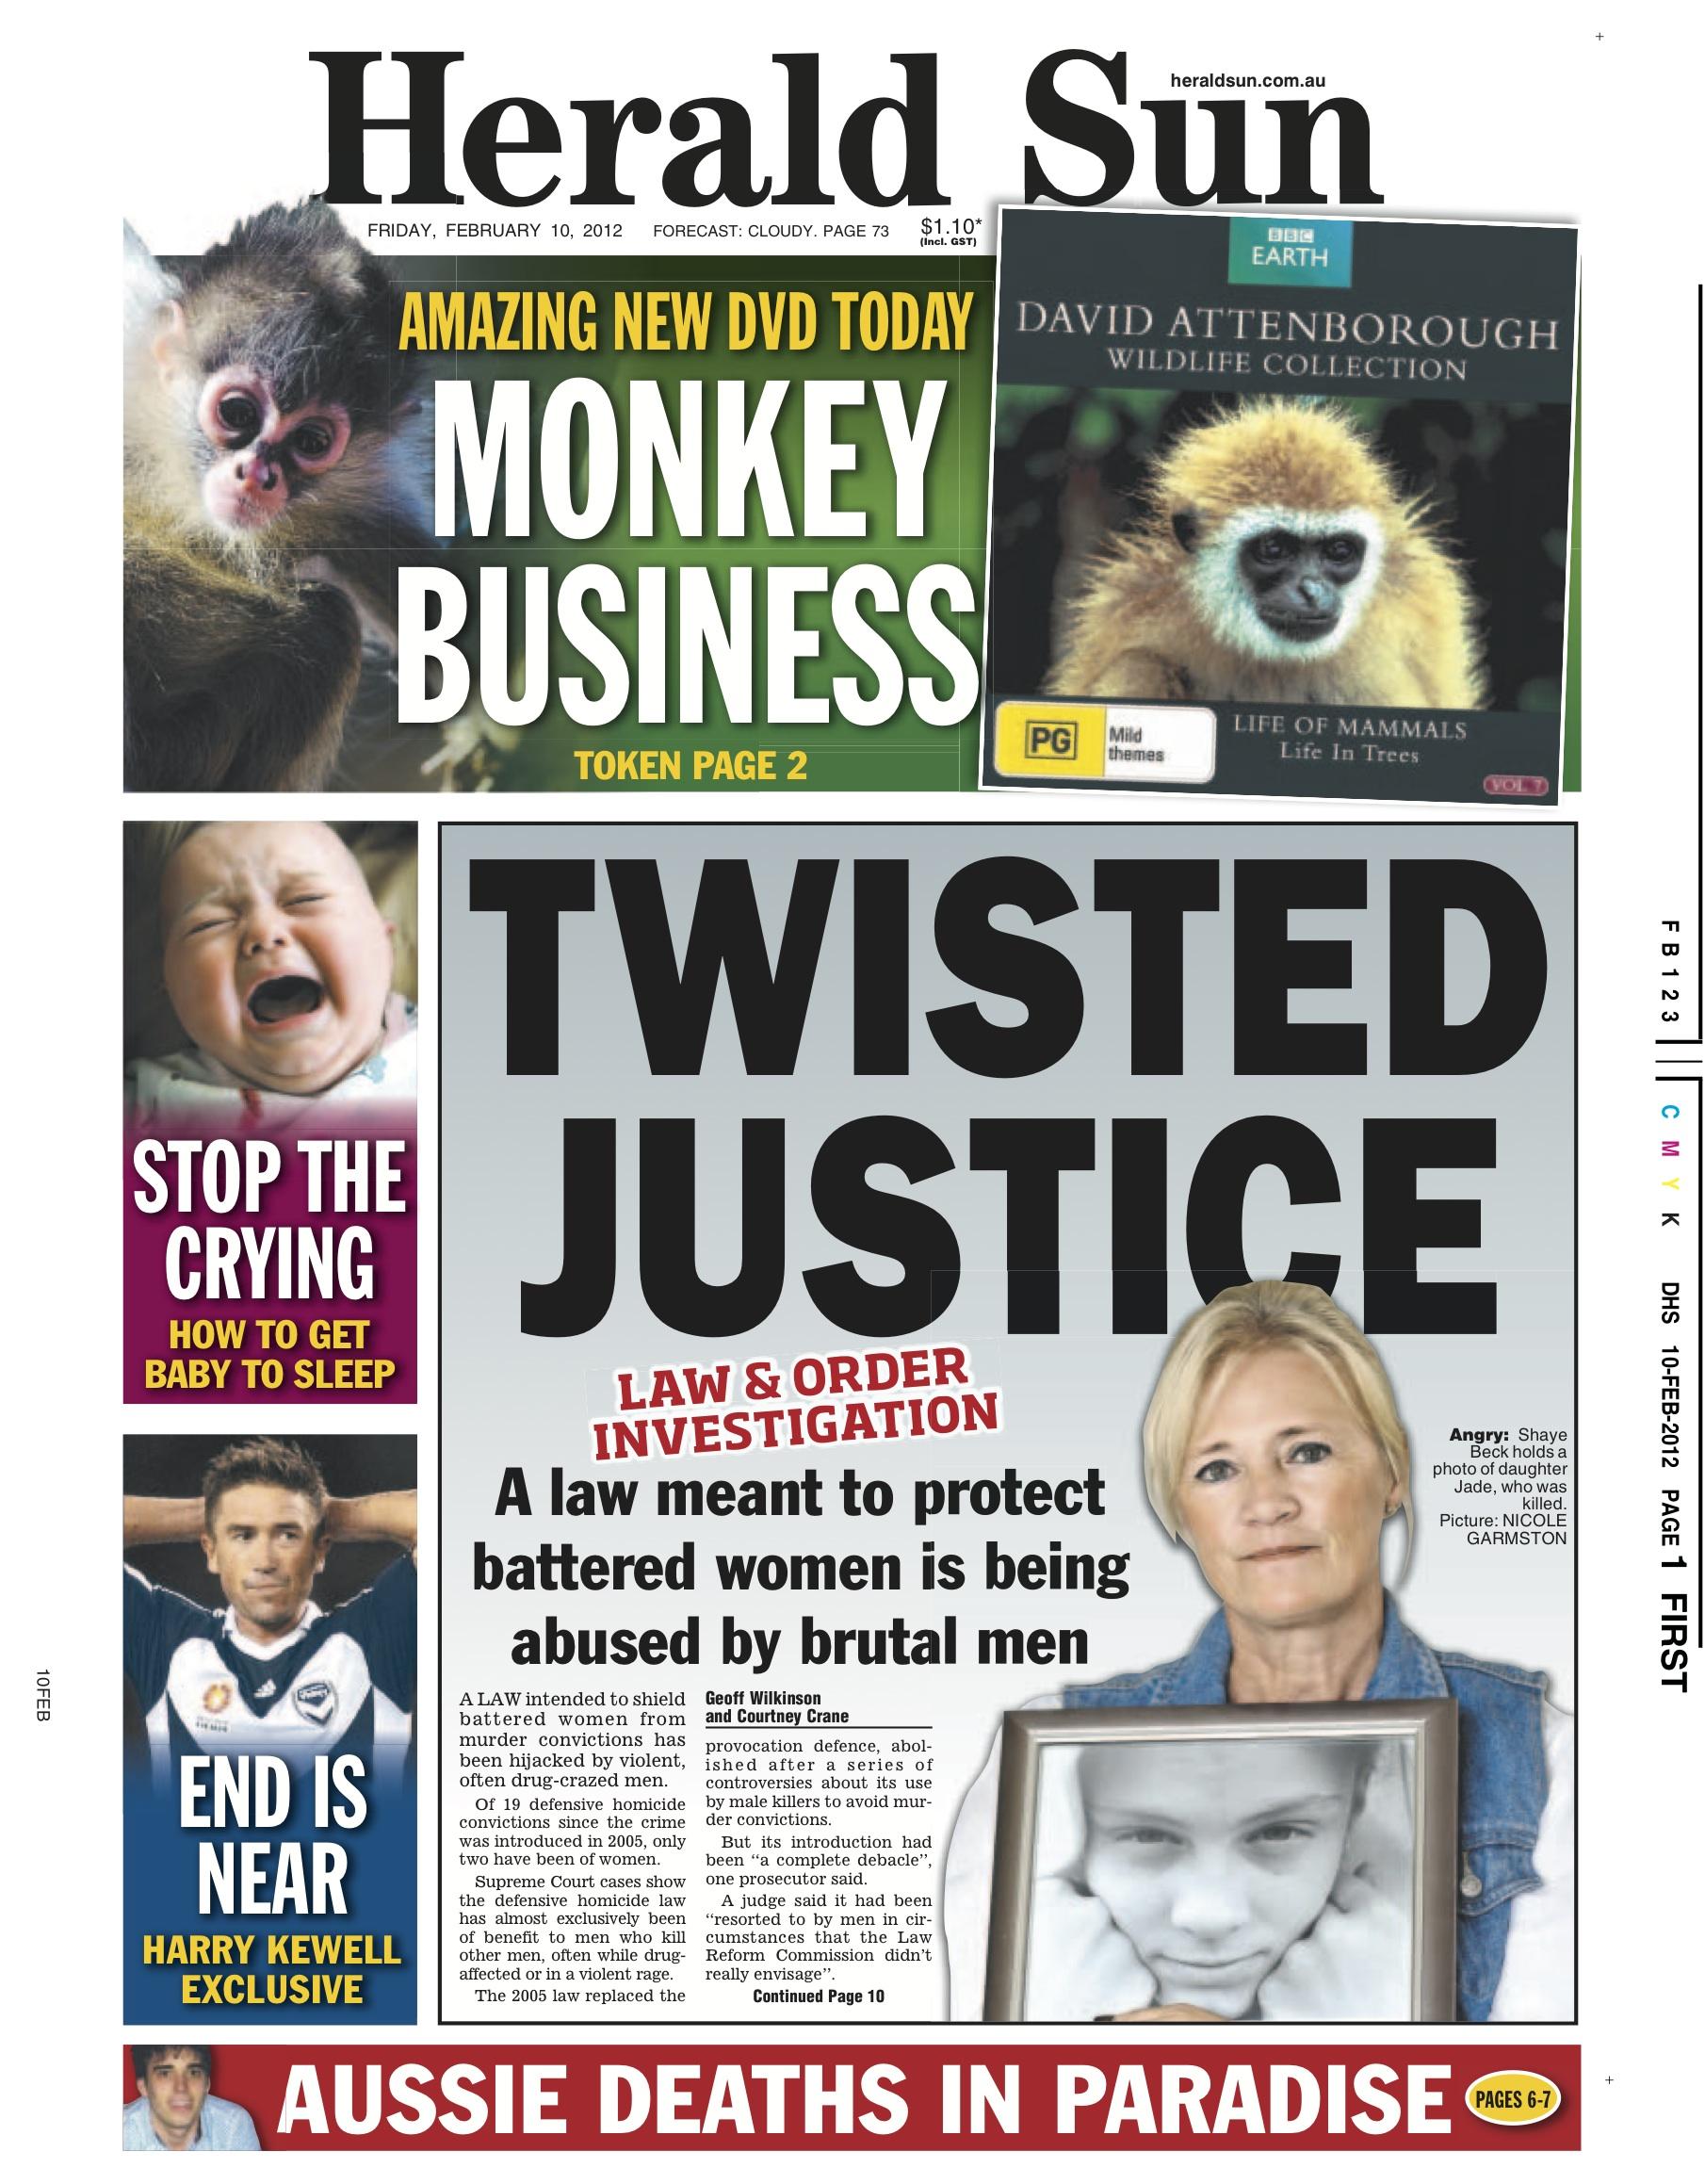 heraldsun.com.au
Herald Sun
FRIDAY, FEBRUARY 10, 2012 FORECAST: CLOUDY. PAGE 73 $1.10*
(Incl. GST)
AMAZING NEW DVD TODAY
MONKEY
BUSINESS
TOKEN PAGE 2
BBC
EARTH
DAVID ATTENBOROUGH
WILDLIFE COLLECTION
PG
Mild
themes
LIFE OF MAMMALS
Life In Trees
VOL 7
STOP THE
CRYING
HOW TO GET
BABY TO SLEEP
END IS
NEAR
HARRY KEWELL
EXCLUSIVE
TWISTED
JUSTICE
LAW & ORDER
INVESTIGATION
A law meant to protect
battered women is being
abused by brutal men
Angry: Shaye
Beck holds a
photo of daughter
Jade, who was
killed.
Picture: NICOLE
GARMSTON
A LAW intended to shield
battered women from
murder convictions has
been hijacked by violent,
often drug-crazed men.
Of 19 defensive homicide
convictions since the crime
was introduced in 2005, only
two have been of women.
Supreme Court cases show
the defensive homicide law
has almost exclusively been
of benefit to men who kill
other men, often while drug-
affected or in a violent rage.
The 2005 law replaced the
Geoff Wilkinson
and Courtney Crane
provocation defence, abol-
ished after a series of
controversies about its use
by male killers to avoid mur-
der convictions.
But its introduction had
been “a complete debacle”,
one prosecutor said.
A judge said it had been
“resorted to by men in cir-
cumstances that the Law
Reform Commission didn’t
really envisage”.
Continued Page 10
AUSSIE DEATHS IN PARADISE
PAGES 6-7
10FEB
F B 1 2 3
C M Y K DHS 10-FEB-2012 PAGE 1 FIRST